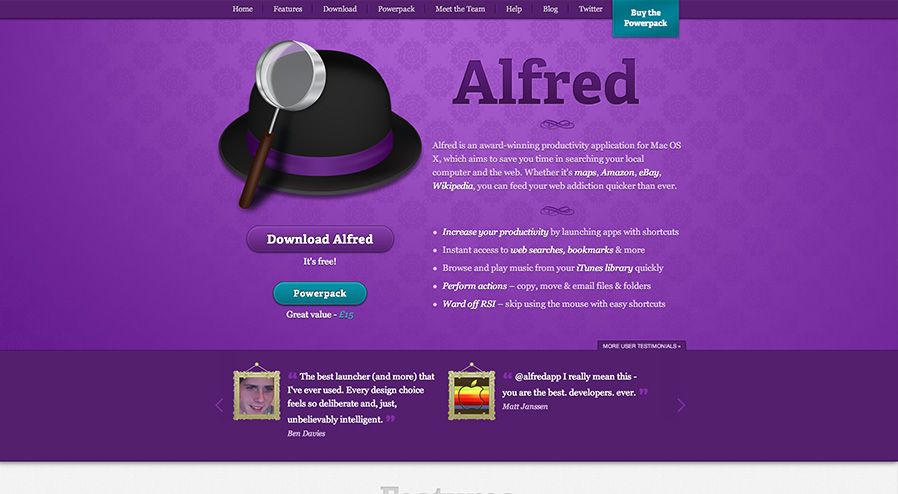 Home Features Download Powerpack Meet the Team Help Blog Twitter
Buy the
Powerpack
Alfred
Alfred is an award-winning productivity application for Mac OS
X, which aims to save you time in searching your local
computer and the web. Whether it's maps, Amazon, eBay,
Wikipedia, you can feed your web addiction quicker than ever.
• Increase your productivity by launching apps with shortcuts
• Instant access to web searches, bookmarks & more
• Browse and play music from your iTunes library quickly
• Perform actions – copy, move & email files & folders
• Ward off RSI – skip using the mouse with easy shortcuts
Download Alfred
It's free!
Powerpack
Great value - £15
MORE USER TESTIMONIALS »
“ The best launcher (and more) that
I've ever used. Every design choice
feels so deliberate and, just,
unbelievably intelligent. ”
Ben Davies
“ @alfredapp I really mean this -
you are the best. developers. ever. ”
Matt Janssen
Features